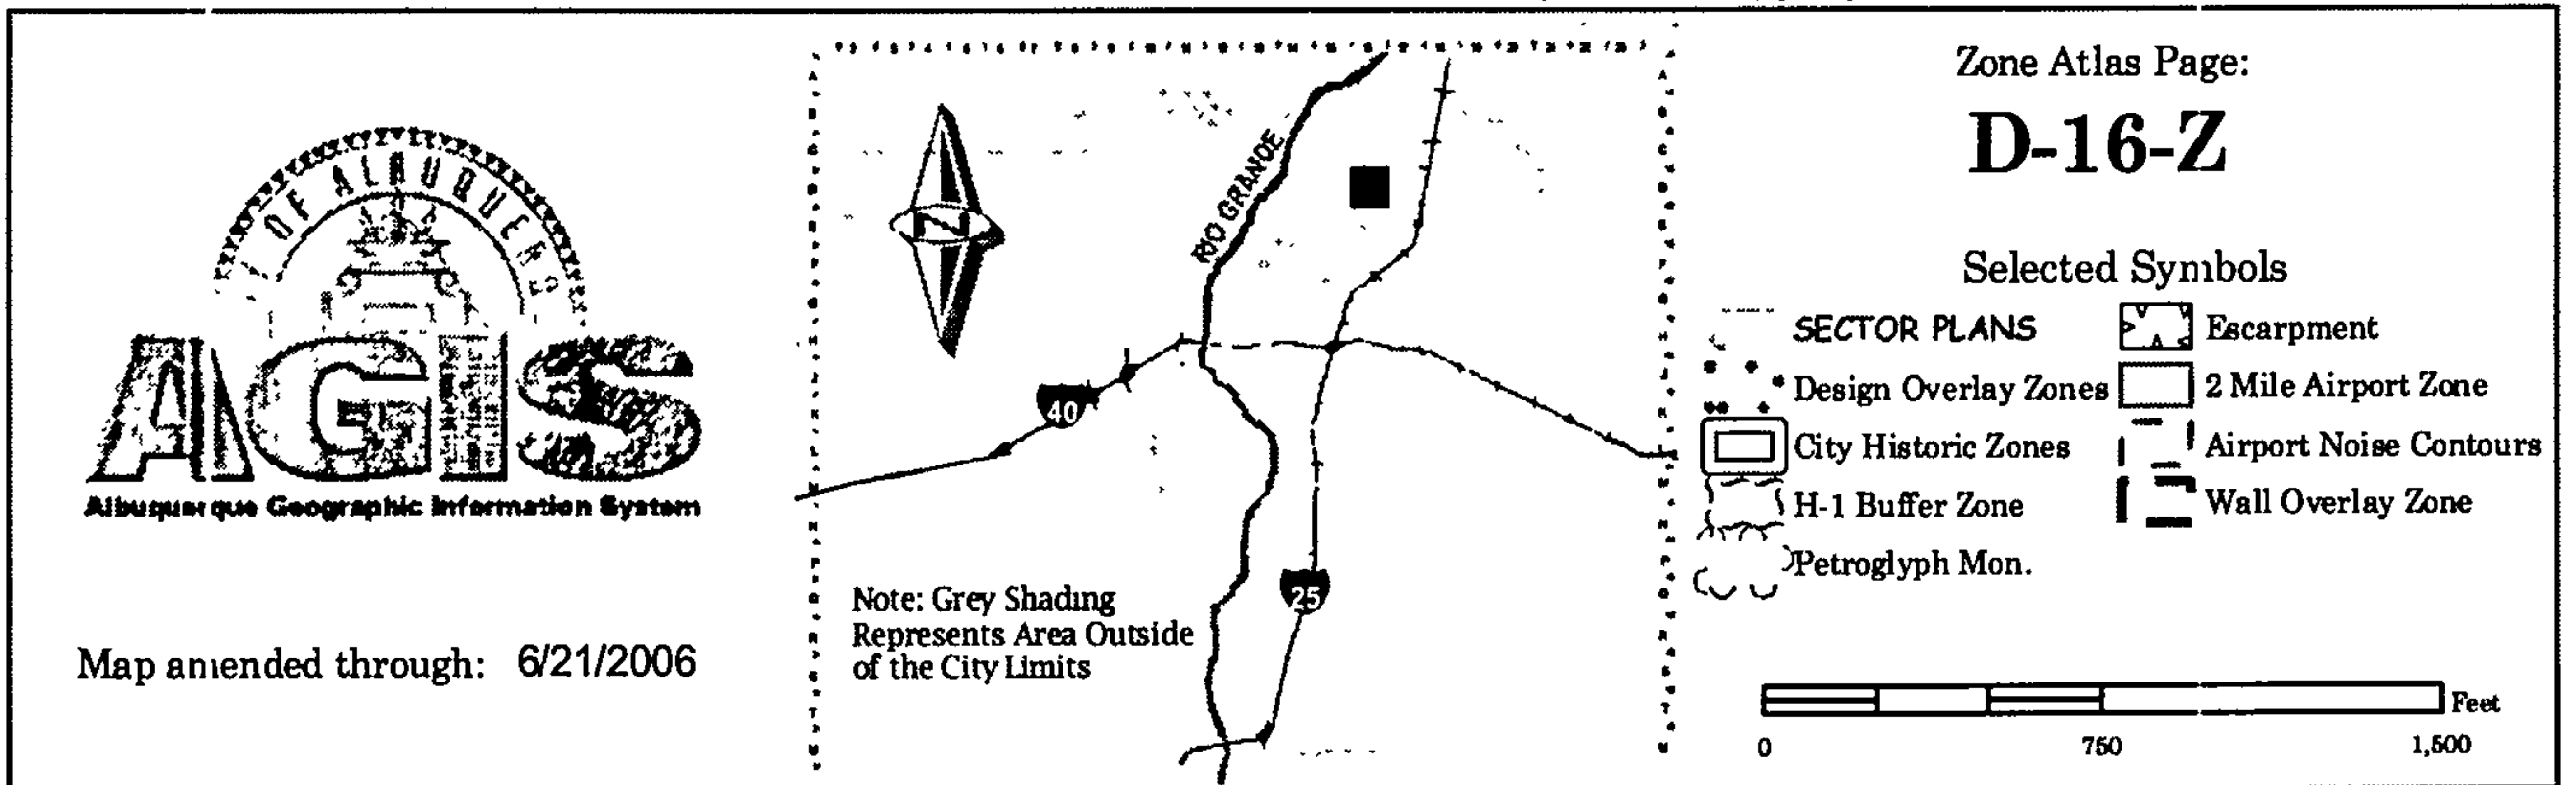 OF ALBUQUERQ
AGIS
Albuquerque Geographic Information System
Map amended through: 6/21/2006
N
RIO GRANDE
40
25
Note: Grey Shading
Represents Area Outside
of the City Limits
Zone Atlas Page:
D-16-Z
Selected Symbols
SECTOR PLANS
Escarpment
Design Overlay Zones
2 Mile Airport Zone
City Historic Zones
Airport Noise Contours
H-1 Buffer Zone
Wall Overlay Zone
Petroglyph Mon.
Feet
0 750 1,500